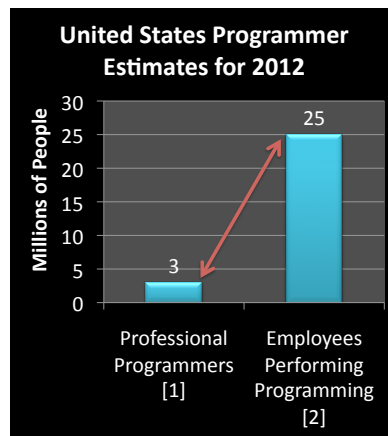 United States Programmer
Estimates for 2012
Millions of People
30
25
20
15
10
5
0
3
25
Professional
Programmers
[1]
Employees
Performing
Programming
[2]